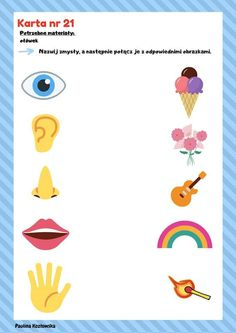 Karta nr 21
Potrzebne materiały:
ołówek
Nazwij zmysły, a następnie połącz je z odpowiednimi obrazkami.
Paulina Kozłowska